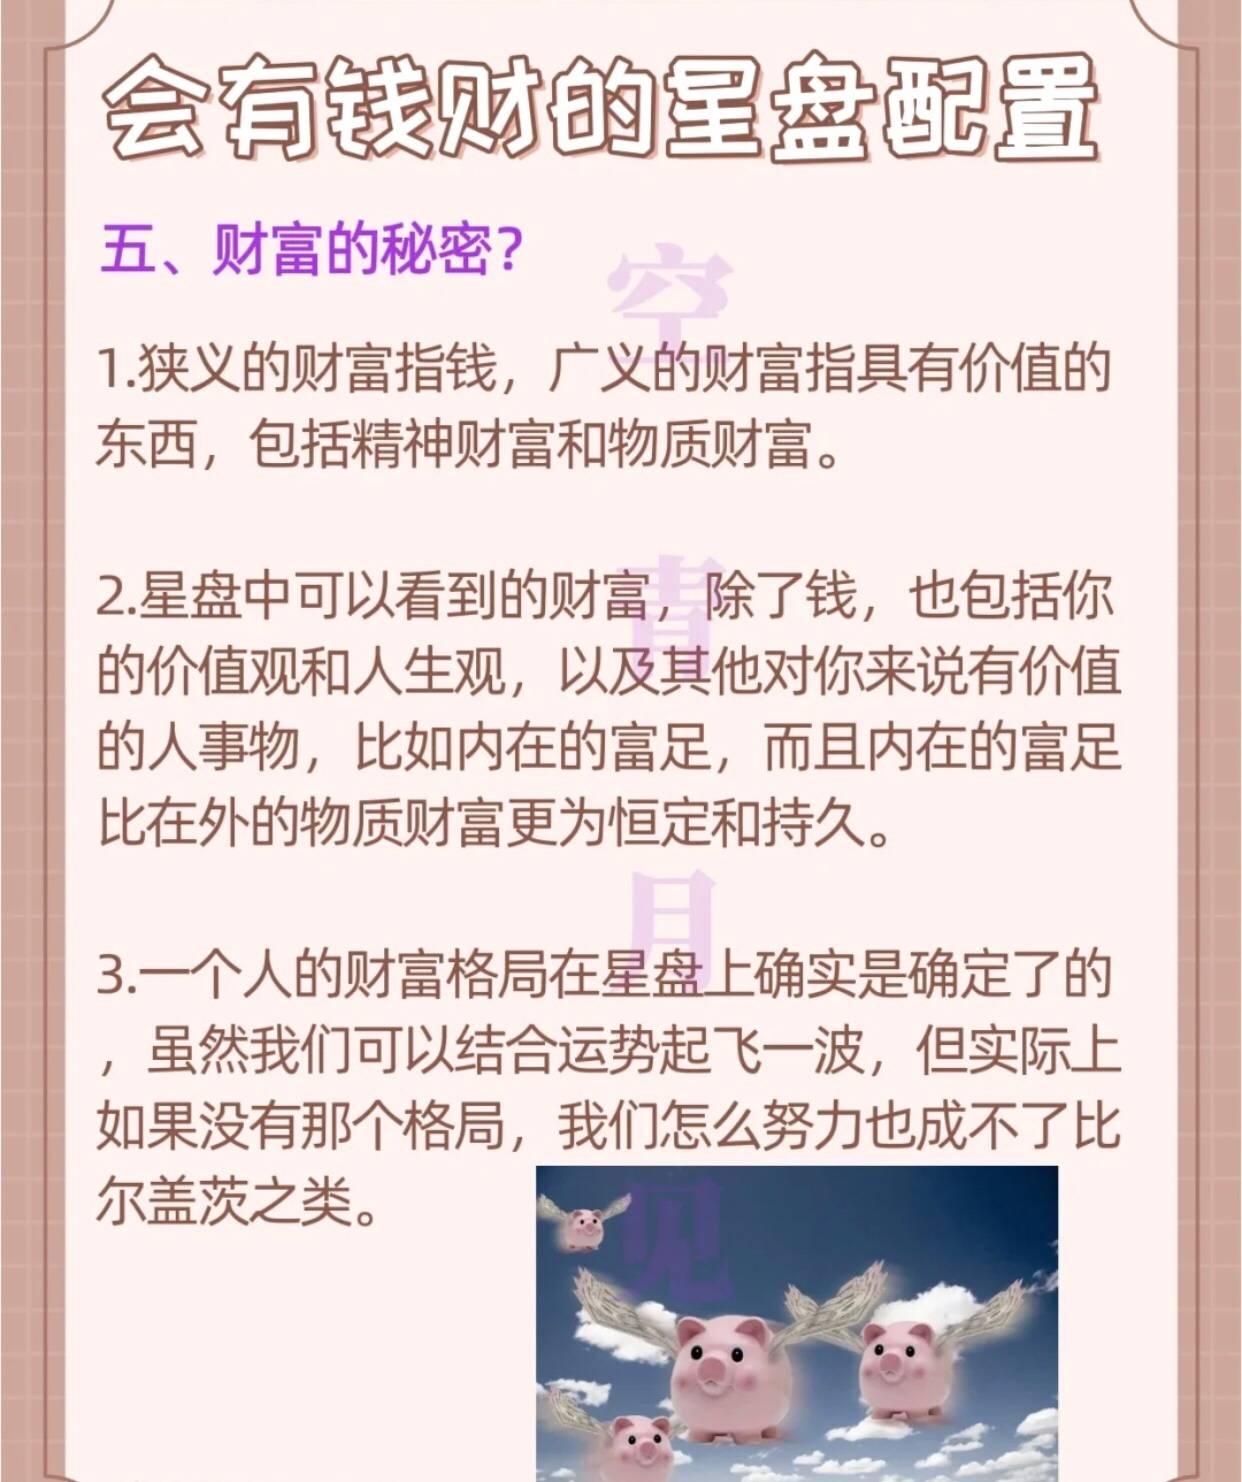 会有钱财的星盘配置
五、财富的秘密?
1.狭义的财富指钱，广义的财富指具有价值的
东西，包括精神财富和物质财富。
2.星盘中可以看到的财富，除了钱，也包括你
的价值观和人生观，以及其他对你来说有价值
的人事物，比如内在的富足，而且内在的富足
比在外的物质财富更为恒定和持久。
3.一个人的财富格局在星盘上确实是确定了的
，虽然我们可以结合运势起飞一波，但实际上
如果没有那个格局，我们怎么努力也成不了比
尔盖茨之类。
空青月见